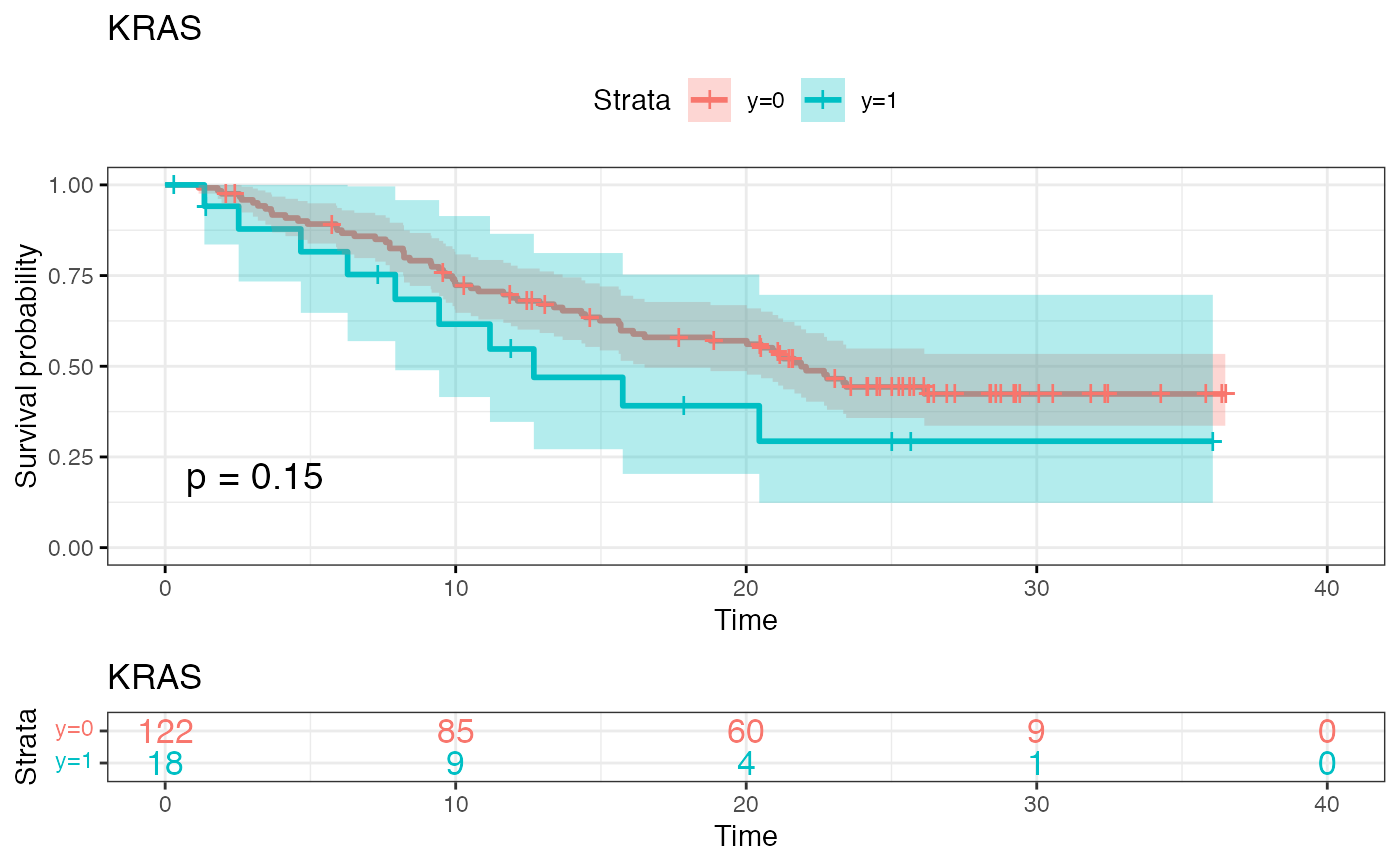 KRAS
Strata y=0 y=1
Survival probability
1.00
0.75
0.50
0.25
0.00
p = 0.15
0 10 20 30 40
Time
KRAS
Strata
y=0 122 85 60 9 0
y=1 18 9 4 1 0
0 10 20 30 40
Time